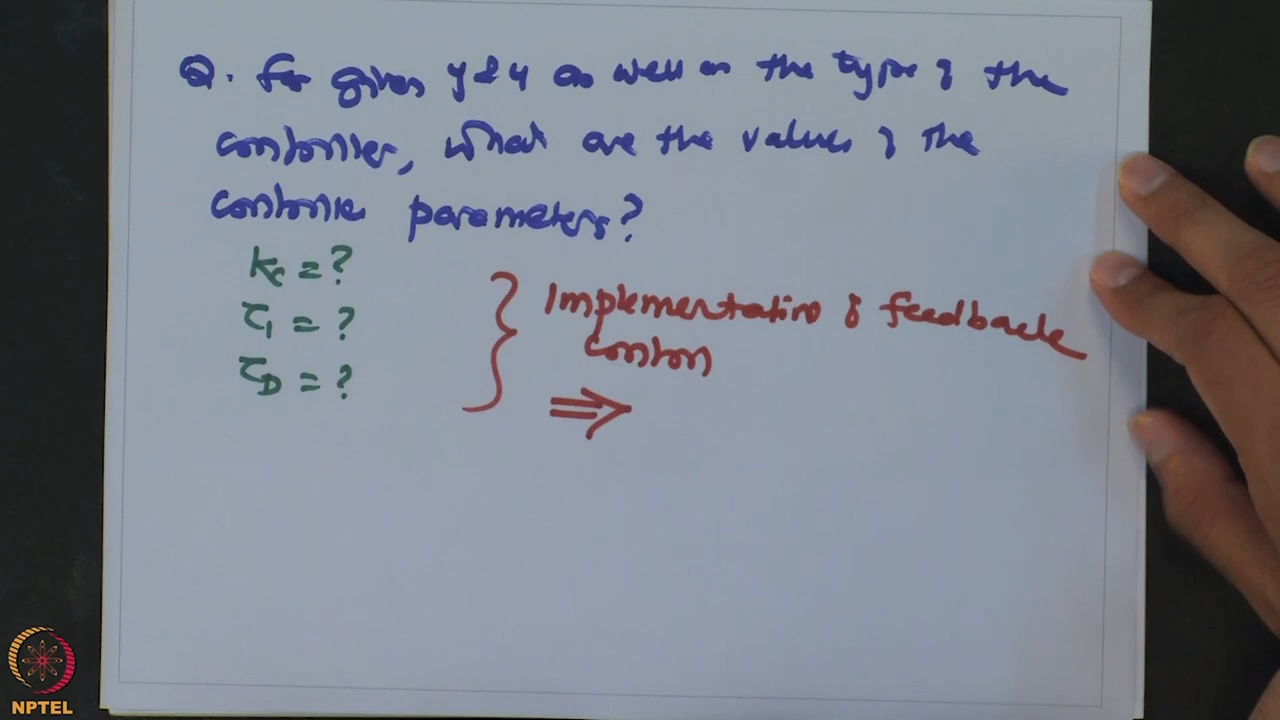 Q. For given y & u as well as the type of the
controller, what are the values of the
controller parameters?
Kc = ?
τI = ?
τD = ?
Implementation of feedback
control
⇒
NPTEL